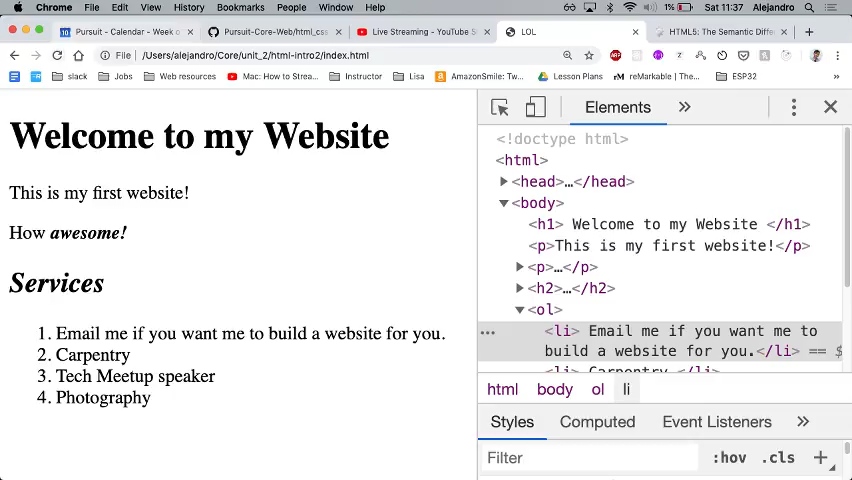 Chrome File Edit View History Bookmarks People Window Help 1% Sat 11:37 Alejandro
Pursuit - Calendar - Week o
Pursuit-Core-Web/html_css
Live Streaming - YouTube S
LOL
HTML5: The Semantic Differ
File /Users/alejandro/Core/unit_2/html-intro2/index.html
slack Jobs Web resources Mac: How to Strea... Instructor Lisa AmazonSmile: Tw... Lesson Plans reMarkable | The... ESP32
Welcome to my Website
This is my first website!
How awesome!
Services
1. Email me if you want me to build a website for you.
2. Carpentry
3. Tech Meetup speaker
4. Photography
Elements
<!doctype html>
<html>
<head>…</head>
<body>
<h1> Welcome to my Website </h1>
<p>This is my first website!</p>
<p>…</p>
<h2>…</h2>
<ol>
<li> Email me if you want me to
build a website for you.</li> == $
<li> Carpentry </li>
html body ol li
Styles Computed Event Listeners
Filter :hov .cls